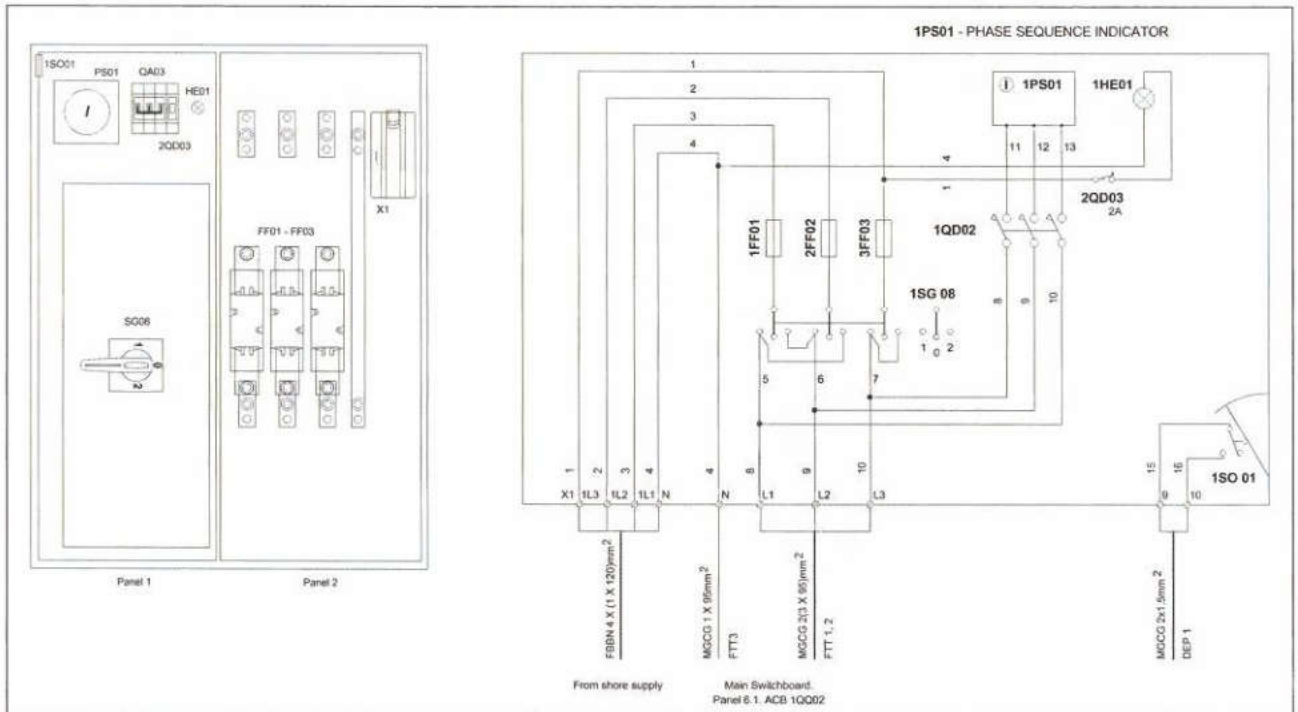 1PS01 - PHASE SEQUENCE INDICATOR
1SO01
PS01
QA03
HE01
2QD03
X1
FF01 - FF03
SG08
1
0
2
Panel 1
Panel 2
1
2
3
4
1PS01
1HE01
11
12
13
4
1
2QD03
2A
1FF01
2FF02
3FF03
1QD02
1SG 08
1
0
2
8
9
10
5
6
7
1
2
3
4
4
8
9
10
15
16
1SO 01
X1
1L3
1L2
1L1
N
N
L1
L2
L3
9
10
FBBN 4 X (1 X 120)mm²
MGCG 1 X 95mm²
FTT3
MGCG 2(3 X 95)mm²
FTT 1, 2
MGCG 2x1,5mm²
DEP 1
From shore supply
Main Switchboard.
Panel 6.1. ACB 1QQ02